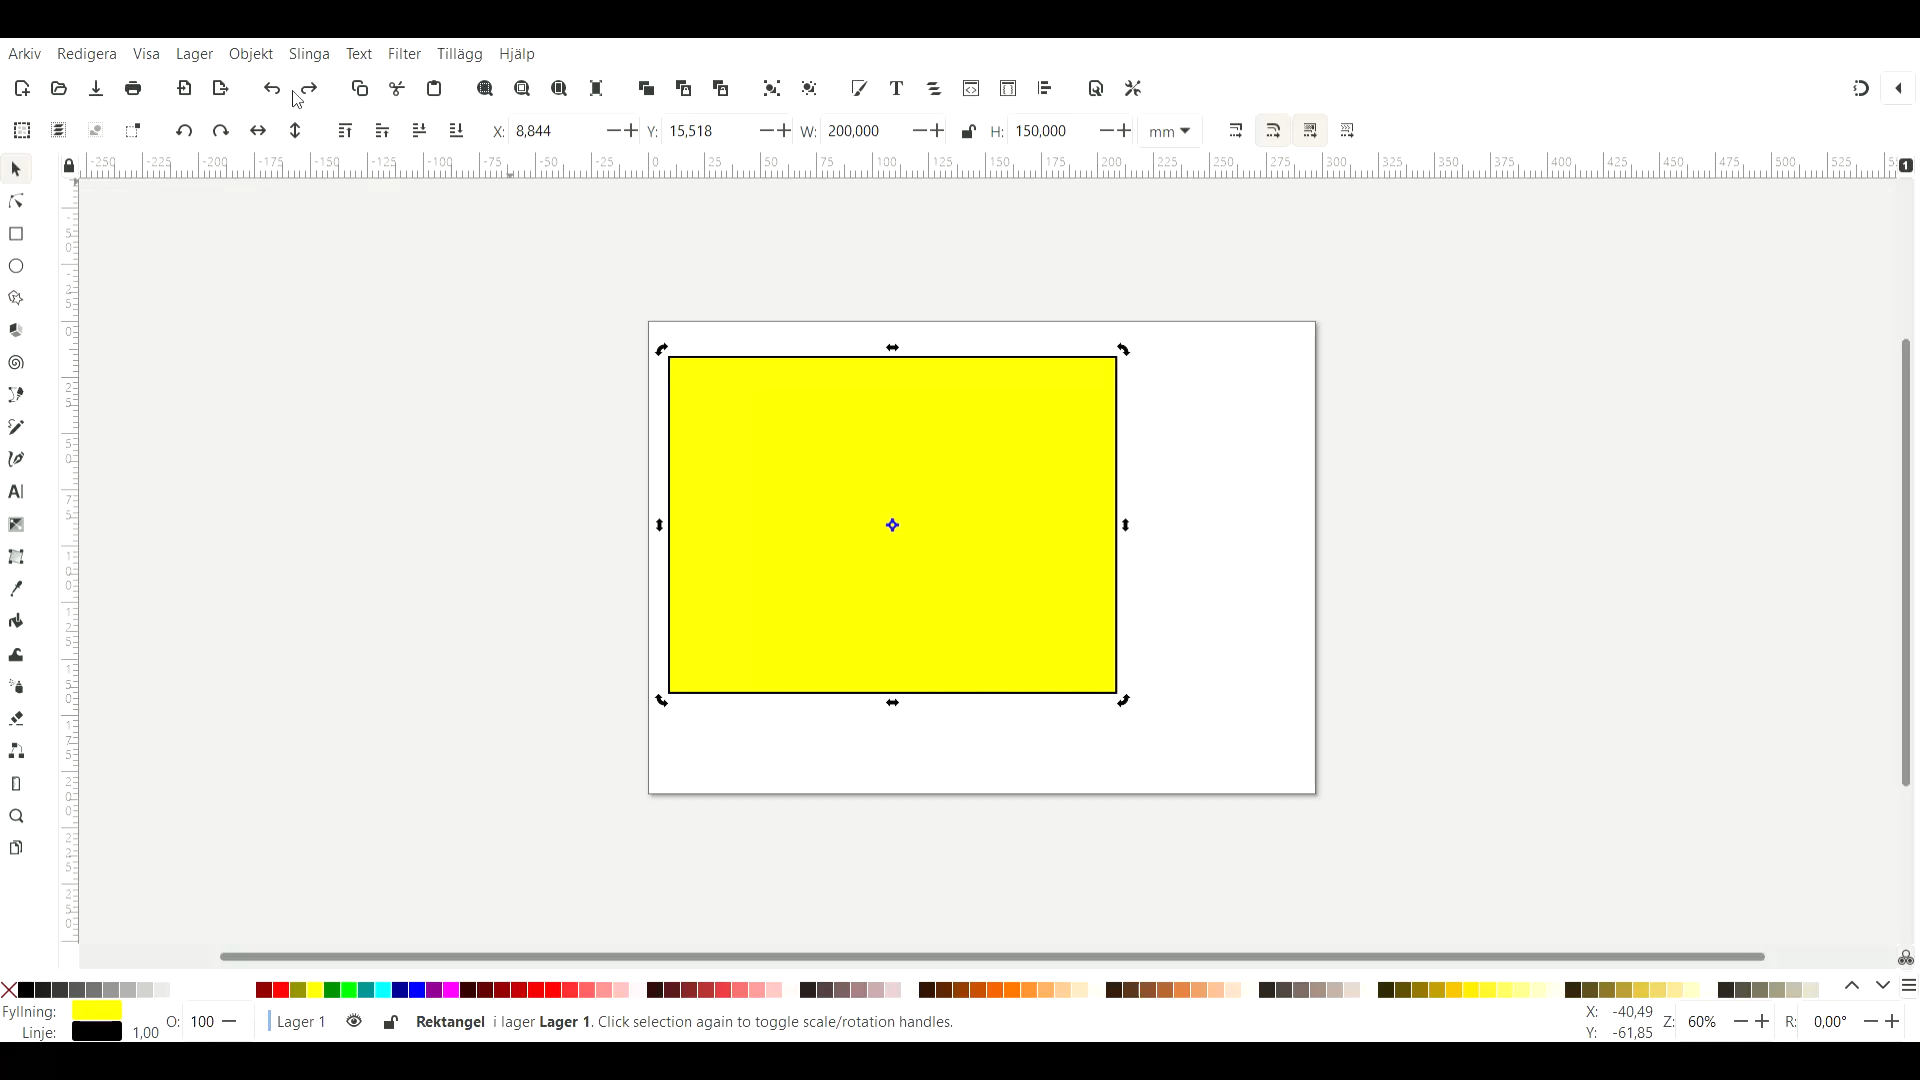 Arkiv Redigera Visa Lager Objekt Slinga Text Filter Tillägg Hjälp
X: 8,844 Y: 15,518 W: 200,000 H: 150,000 mm
-250 -225 -200 -175 -150 -125 -100 -75 -50 -25 0 25 50 75 100 125 150 175 200 225 250 275 300 325 350 375 400 425 450 475 500 525
1
Fyllning:
Linje: 1,00
O: 100
Lager 1
Rektangel i lager Lager 1. Click selection again to toggle scale/rotation handles.
X: -40,49
Y: -61,85
Z: 60%
R: 0,00°